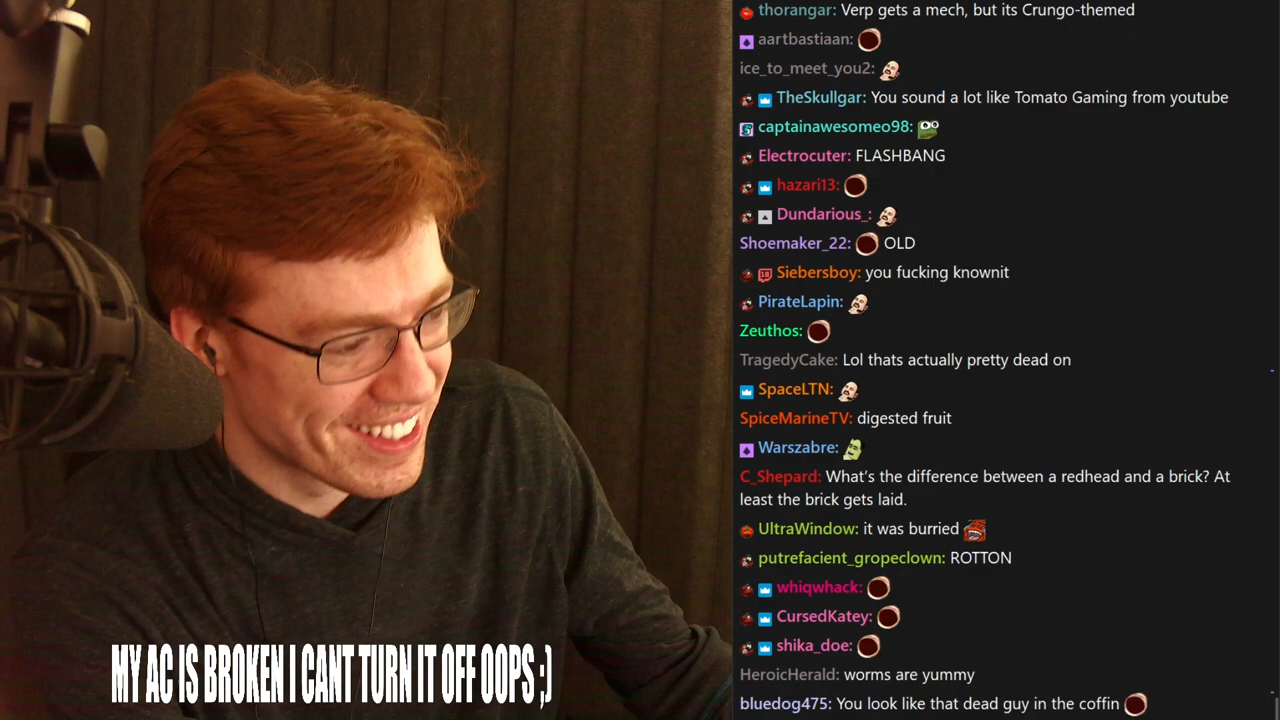 thorangar: Verp gets a mech, but its Crungo-themed
aartbastiaan:
ice_to_meet_you2:
TheSkullgar: You sound a lot like Tomato Gaming from youtube
captainawesomeo98:
Electrocuter: FLASHBANG
hazari13:
Dundarious_:
Shoemaker_22: OLD
Siebersboy: you fucking knownit
PirateLapin:
Zeuthos:
TragedyCake: Lol thats actually pretty dead on
SpaceLTN:
SpiceMarineTV: digested fruit
Warszabre:
C_Shepard: What's the difference between a redhead and a brick? At
least the brick gets laid.
UltraWindow: it was burried
putrefacient_gropeclown: ROTTON
whiqwhack:
CursedKatey:
shika_doe:
HeroicHerald: worms are yummy
bluedog475: You look like that dead guy in the coffin
MY AC IS BROKEN I CANT TURN IT OFF OOPS ;)